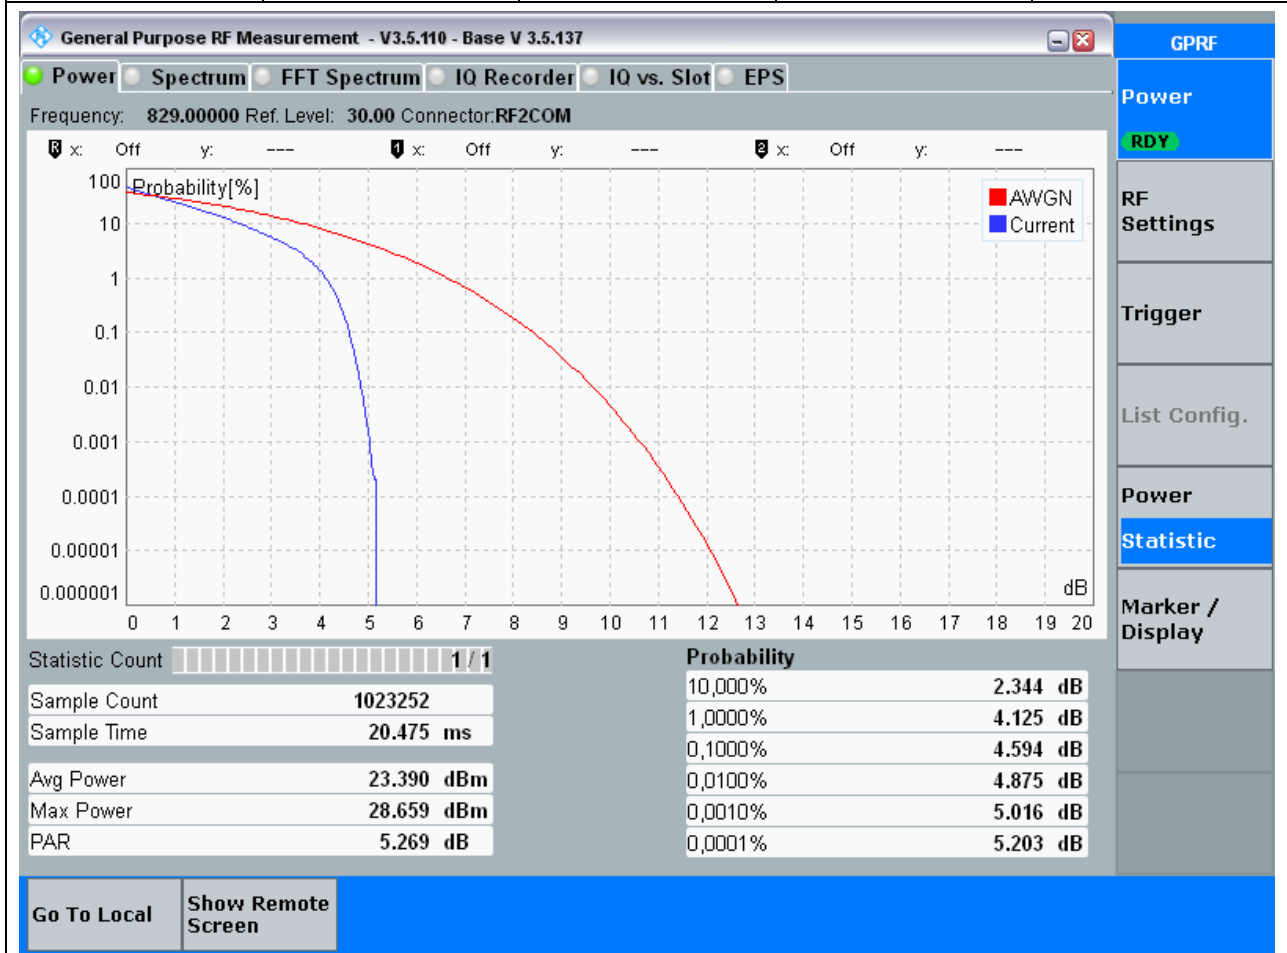 General Purpose RF Measurement - V3.5.110 - Base V 3.5.137
GPRF
Power Spectrum FFT Spectrum IQ Recorder IQ vs. Slot EPS
Frequency: 829.00000 Ref. Level: 30.00 Connector:RF2COM
R x: Off y: --- 1 x: Off y: --- 2 x: Off y: ---
Probability[%]
AWGN
Current
100
10
1
0.1
0.01
0.001
0.0001
0.00001
0.000001
dB
0 1 2 3 4 5 6 7 8 9 10 11 12 13 14 15 16 17 18 19 20
Statistic Count 1 / 1
Sample Count 1023252
Sample Time 20.475 ms
Avg Power 23.390 dBm
Max Power 28.659 dBm
PAR 5.269 dB
Probability
10,000% 2.344 dB
1,0000% 4.125 dB
0,1000% 4.594 dB
0,0100% 4.875 dB
0,0010% 5.016 dB
0,0001% 5.203 dB
Power
RDY
RF
Settings
Trigger
List Config.
Power
Statistic
Marker /
Display
Go To Local
Show Remote
Screen